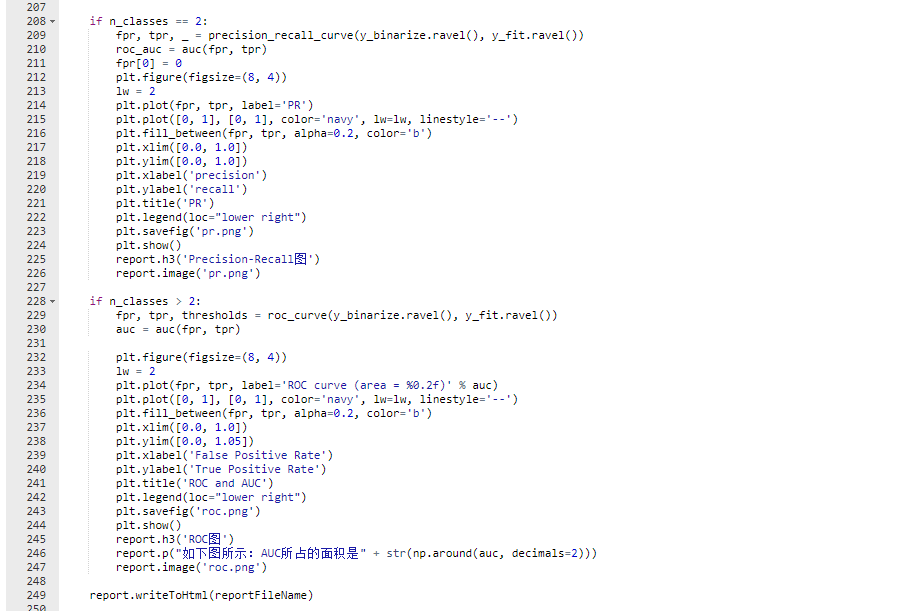 207
208 if n_classes == 2:
209 fpr, tpr, _ = precision_recall_curve(y_binarize.ravel(), y_fit.ravel())
210 roc_auc = auc(fpr, tpr)
211 fpr[0] = 0
212 plt.figure(figsize=(8, 4))
213 lw = 2
214 plt.plot(fpr, tpr, label='PR')
215 plt.plot([0, 1], [0, 1], color='navy', lw=lw, linestyle='--')
216 plt.fill_between(fpr, tpr, alpha=0.2, color='b')
217 plt.xlim([0.0, 1.0])
218 plt.ylim([0.0, 1.0])
219 plt.xlabel('precision')
220 plt.ylabel('recall')
221 plt.title('PR')
222 plt.legend(loc="lower right")
223 plt.savefig('pr.png')
224 plt.show()
225 report.h3('Precision-Recall图')
226 report.image('pr.png')
227
228 if n_classes > 2:
229 fpr, tpr, thresholds = roc_curve(y_binarize.ravel(), y_fit.ravel())
230 auc = auc(fpr, tpr)
231
232 plt.figure(figsize=(8, 4))
233 lw = 2
234 plt.plot(fpr, tpr, label='ROC curve (area = %0.2f)' % auc)
235 plt.plot([0, 1], [0, 1], color='navy', lw=lw, linestyle='--')
236 plt.fill_between(fpr, tpr, alpha=0.2, color='b')
237 plt.xlim([0.0, 1.0])
238 plt.ylim([0.0, 1.05])
239 plt.xlabel('False Positive Rate')
240 plt.ylabel('True Positive Rate')
241 plt.title('ROC and AUC')
242 plt.legend(loc="lower right")
243 plt.savefig('roc.png')
244 plt.show()
245 report.h3('ROC图')
246 report.p("如下图所示：AUC所占的面积是" + str(np.around(auc, decimals=2)))
247 report.image('roc.png')
248
249 report.writeToHtml(reportFileName)
250